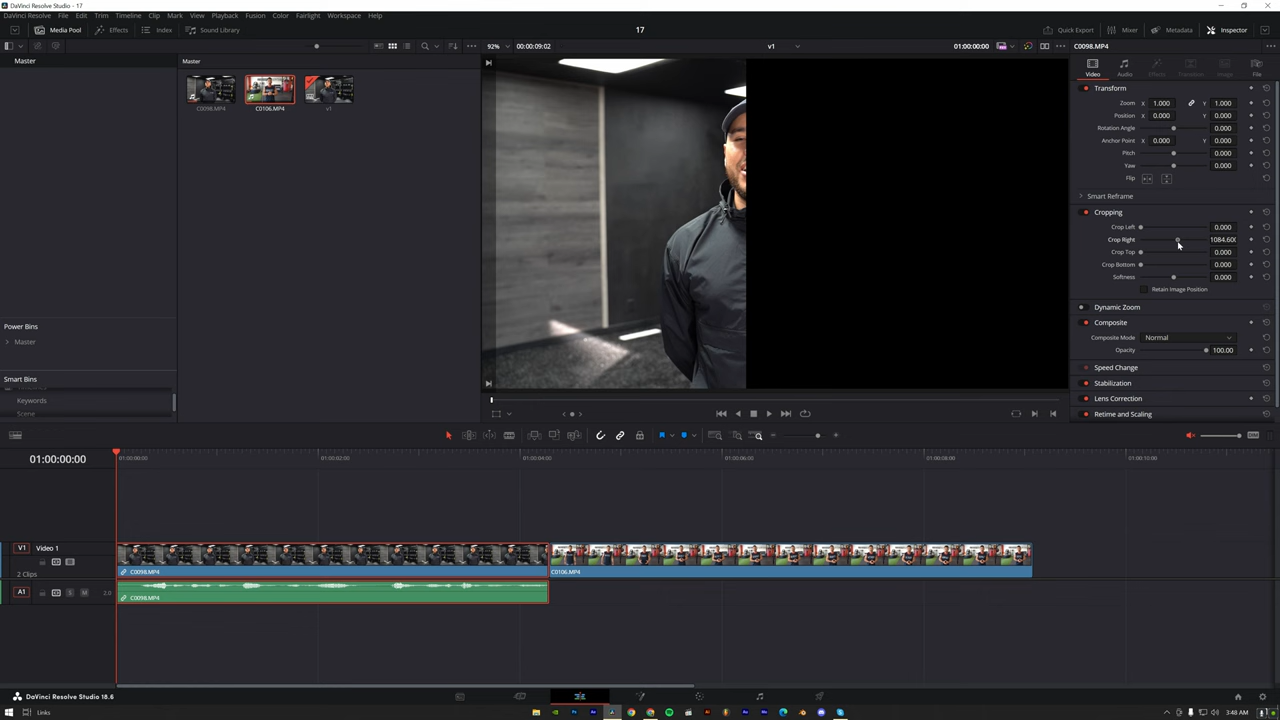 DaVinci Resolve Studio - 17
File Edit Trim Timeline Clip Mark View Playback Fusion Color Fairlight Workspace Help
Media Pool Effects Index Sound Library 17 Quick Export Mixer Metadata Inspector
92% 00:00:09:02 v1 01:00:00:00 C0098.MP4
Master Master
Video Audio Effects Transition Image File
Transform
Zoom X 1.000 Y 1.000
C0098.MP4 C0106.MP4 v1
Position X 0.000 Y 0.000
Rotation Angle 0.000
Anchor Point X 0.000 Y 0.000
Pitch 0.000
Yaw 0.000
Flip
Smart Reframe
Cropping
Crop Left 0.000
Crop Right 1084.600
Crop Top 0.000
Crop Bottom 0.000
Softness 0.000
Retain Image Position
Dynamic Zoom
Composite
Composite Mode Normal
Opacity 100.00
Speed Change
Stabilization
Lens Correction
Retime and Scaling
Power Bins
Master
Smart Bins
Keywords
Scene
DIM
01:00:00:00 01:00:00:00 01:00:02:00 01:00:04:00 01:00:06:00 01:00:08:00 01:00:10:00
V1 Video 1
2 Clips C0098.MP4 C0106.MP4
A1 S M 2.0
C0098.MP4
DaVinci Resolve Studio 18.6
Links 3:48 AM